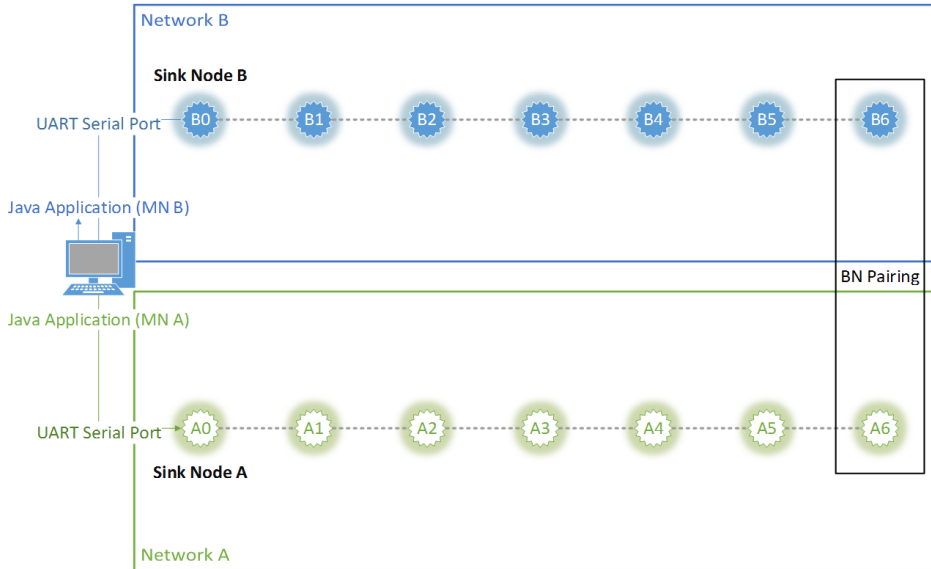 Network B
Sink Node B
UART Serial Port
B0 B1 B2 B3 B4 B5 B6
Java Application (MN B)
BN Pairing
Java Application (MN A)
UART Serial Port
A0 A1 A2 A3 A4 A5 A6
Sink Node A
Network A